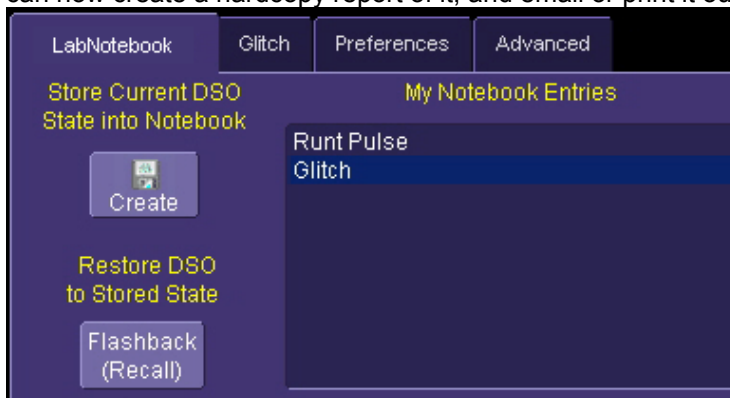 can now create a hardcopy report of it, and email or print it
LabNotebook Glitch Preferences Advanced
Store Current DSO
State into Notebook
My Notebook Entries
Runt Pulse
Glitch
Create
Restore DSO
to Stored State
Flashback
(Recall)